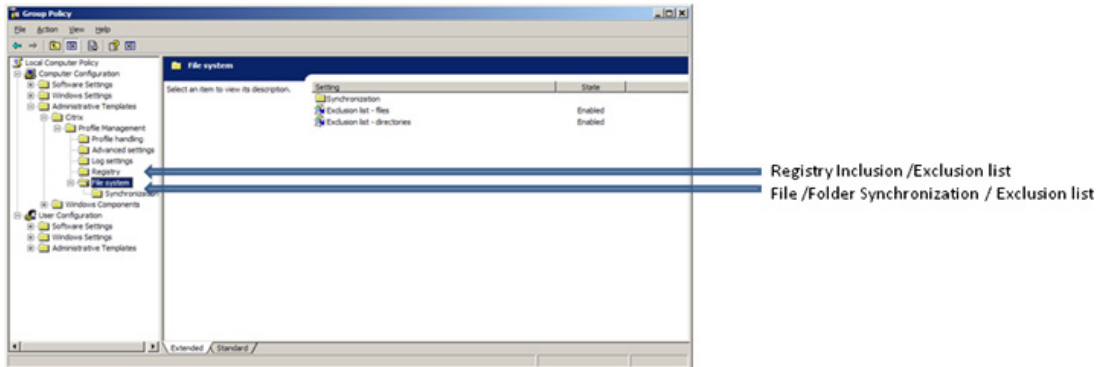 Group Policy
File Action View Help
Local Computer Policy
Computer Configuration
Software Settings
Windows Settings
Administrative Templates
Citrix
Profile Management
Profile handling
Advanced settings
Log settings
Registry
File system
Synchronization
Windows Components
User Configuration
Software Settings
Windows Settings
Administrative Templates
File system
Select an item to view its description.
Setting State
Synchronization
Exclusion list - files Enabled
Exclusion list - directories Enabled
Extended Standard
Registry Inclusion /Exclusion list
File /Folder Synchronization / Exclusion list